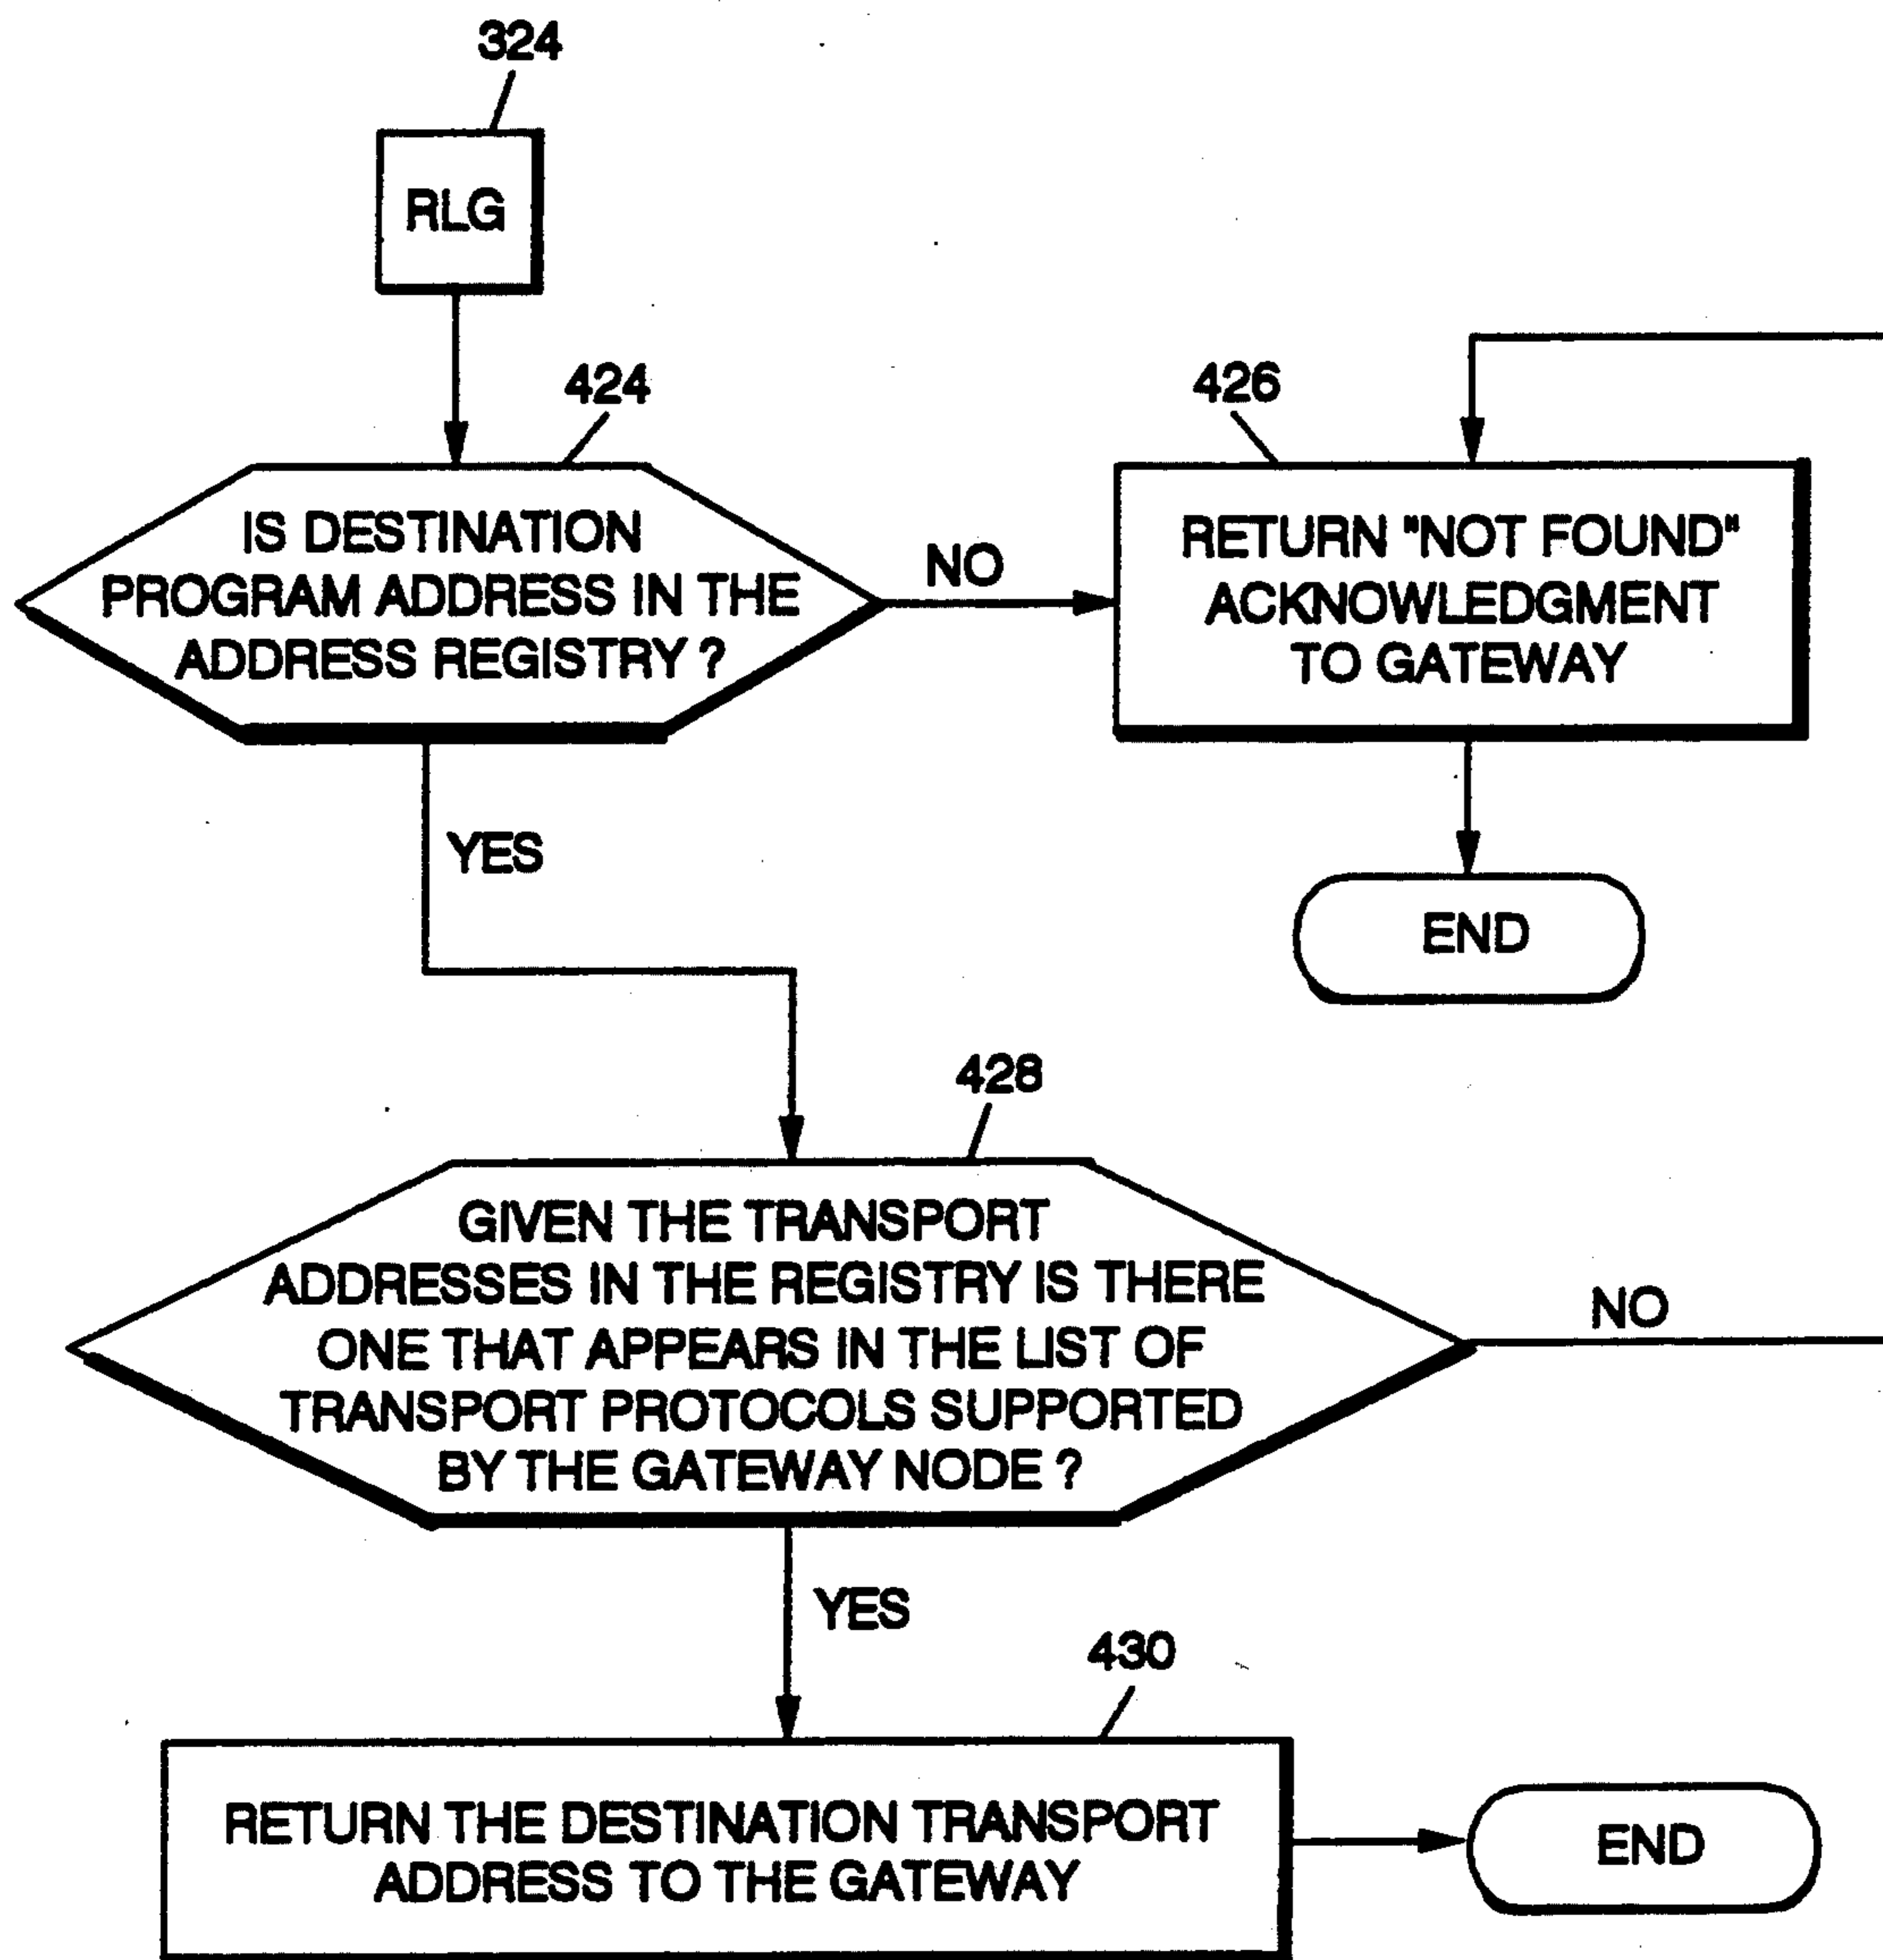 324
RLG
424
IS DESTINATION
PROGRAM ADDRESS IN THE
ADDRESS REGISTRY ?
NO
426
RETURN "NOT FOUND"
ACKNOWLEDGMENT
TO GATEWAY
YES
END
428
GIVEN THE TRANSPORT
ADDRESSES IN THE REGISTRY IS THERE
ONE THAT APPEARS IN THE LIST OF
TRANSPORT PROTOCOLS SUPPORTED
BY THE GATEWAY NODE ?
NO
YES
430
RETURN THE DESTINATION TRANSPORT
ADDRESS TO THE GATEWAY
END